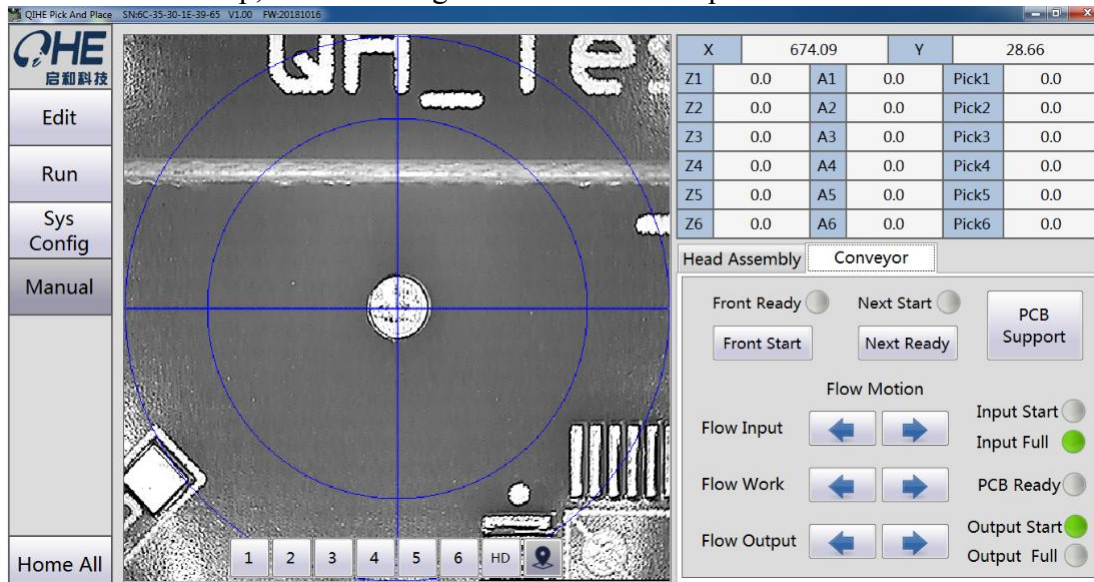 QIHE Pick And Place SN:6C-35-30-1E-39-65 V1.00 FW:20181016
QiHE
启和科技
Edit
Run
Sys
Config
Manual
Home All
QH_Tes
1 2 3 4 5 6 HD
X 674.09 Y 28.66
Z1 0.0 A1 0.0 Pick1 0.0
Z2 0.0 A2 0.0 Pick2 0.0
Z3 0.0 A3 0.0 Pick3 0.0
Z4 0.0 A4 0.0 Pick4 0.0
Z5 0.0 A5 0.0 Pick5 0.0
Z6 0.0 A6 0.0 Pick6 0.0
Head Assembly Conveyor
Front Ready Next Start
PCB
Support
Front Start Next Ready
Flow Motion
Input Start
Flow Input
Input Full
Flow Work PCB Ready
Output Start
Flow Output
Output Full